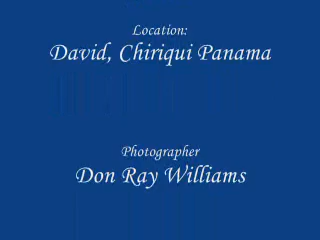 Location:
David, Chiriqui Panama
Photographer
Don Ray Williams